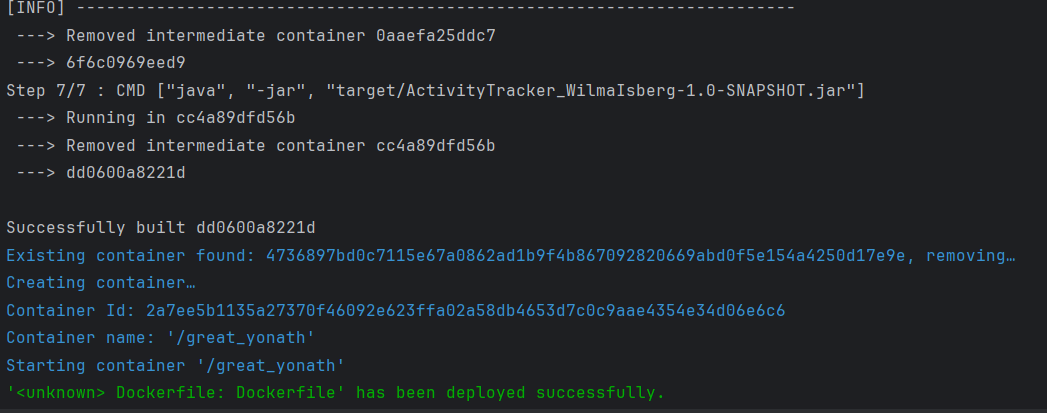 [INFO] ------------------------------------------------------------------------
 ---> Removed intermediate container 0aaefa25ddc7
 ---> 6f6c0969eed9
Step 7/7 : CMD ["java", "-jar", "target/ActivityTracker_WilmaIsberg-1.0-SNAPSHOT.jar"]
 ---> Running in cc4a89dfd56b
 ---> Removed intermediate container cc4a89dfd56b
 ---> dd0600a8221d
Successfully built dd0600a8221d
Existing container found: 4736897bd0c7115e67a0862ad1b9f4b867092820669abd0f5e154a4250d17e9e, removing…
Creating container…
Container Id: 2a7ee5b1135a27370f46092e623ffa02a58db4653d7c0c9aae4354e34d06e6c6
Container name: '/great_yonath'
Starting container '/great_yonath'
'<unknown> Dockerfile: Dockerfile' has been deployed successfully.